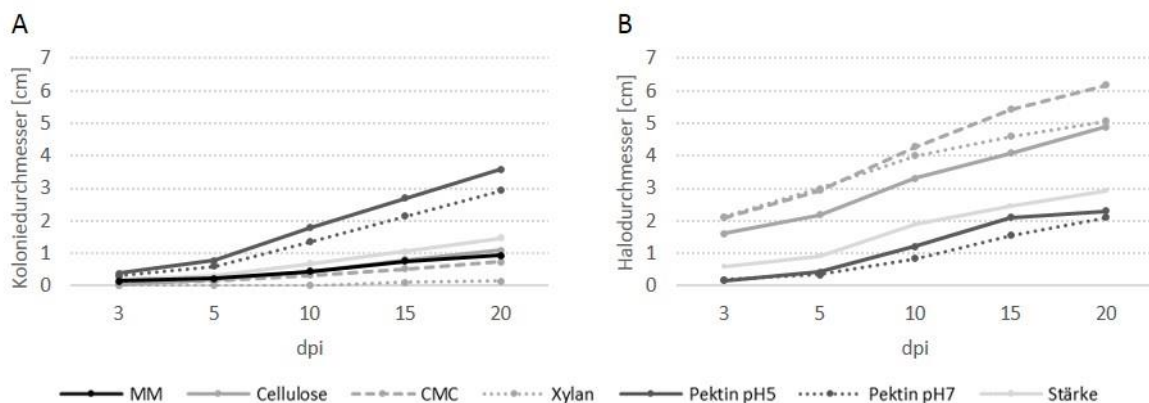 A
Koloniedurchmesser [cm]
7
6
5
4
3
2
1
0
3 5 10 15 20
dpi
B
Halodurchmesser [cm]
7
6
5
4
3
2
1
0
3 5 10 15 20
dpi
MM Cellulose CMC Xylan Pektin pH5 Pektin pH7 Stärke